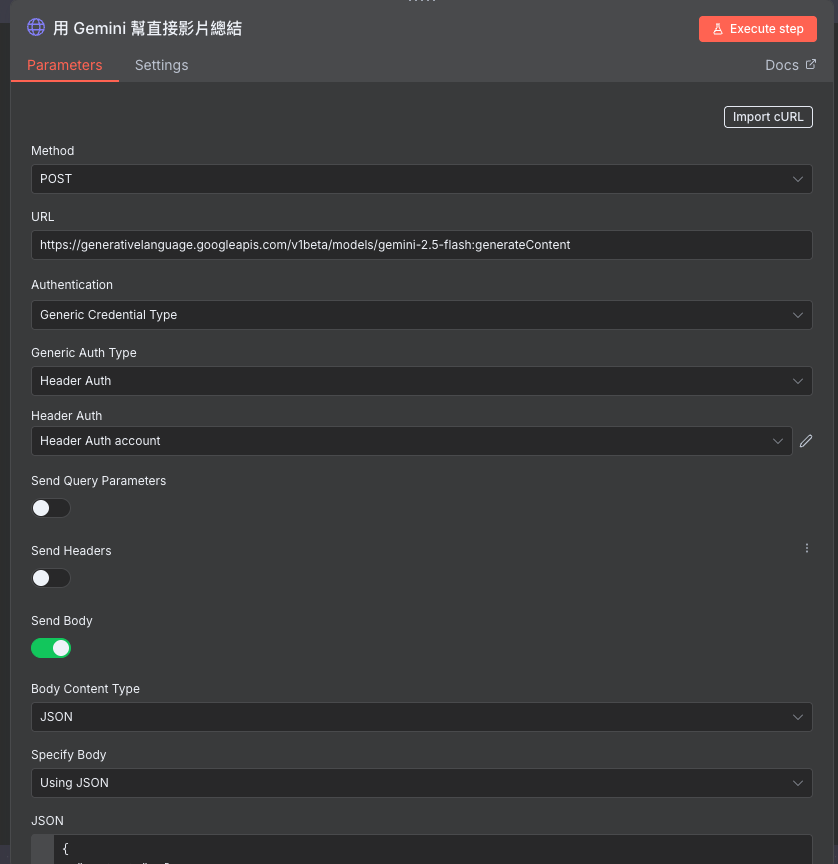 用 Gemini 幫直接影片總結
Execute step
Parameters
Settings
Docs
Import cURL
Method
POST
URL
https://generativelanguage.googleapis.com/v1beta/models/gemini-2.5-flash:generateContent
Authentication
Generic Credential Type
Generic Auth Type
Header Auth
Header Auth
Header Auth account
Send Query Parameters
Send Headers
Send Body
Body Content Type
JSON
Specify Body
Using JSON
JSON
{